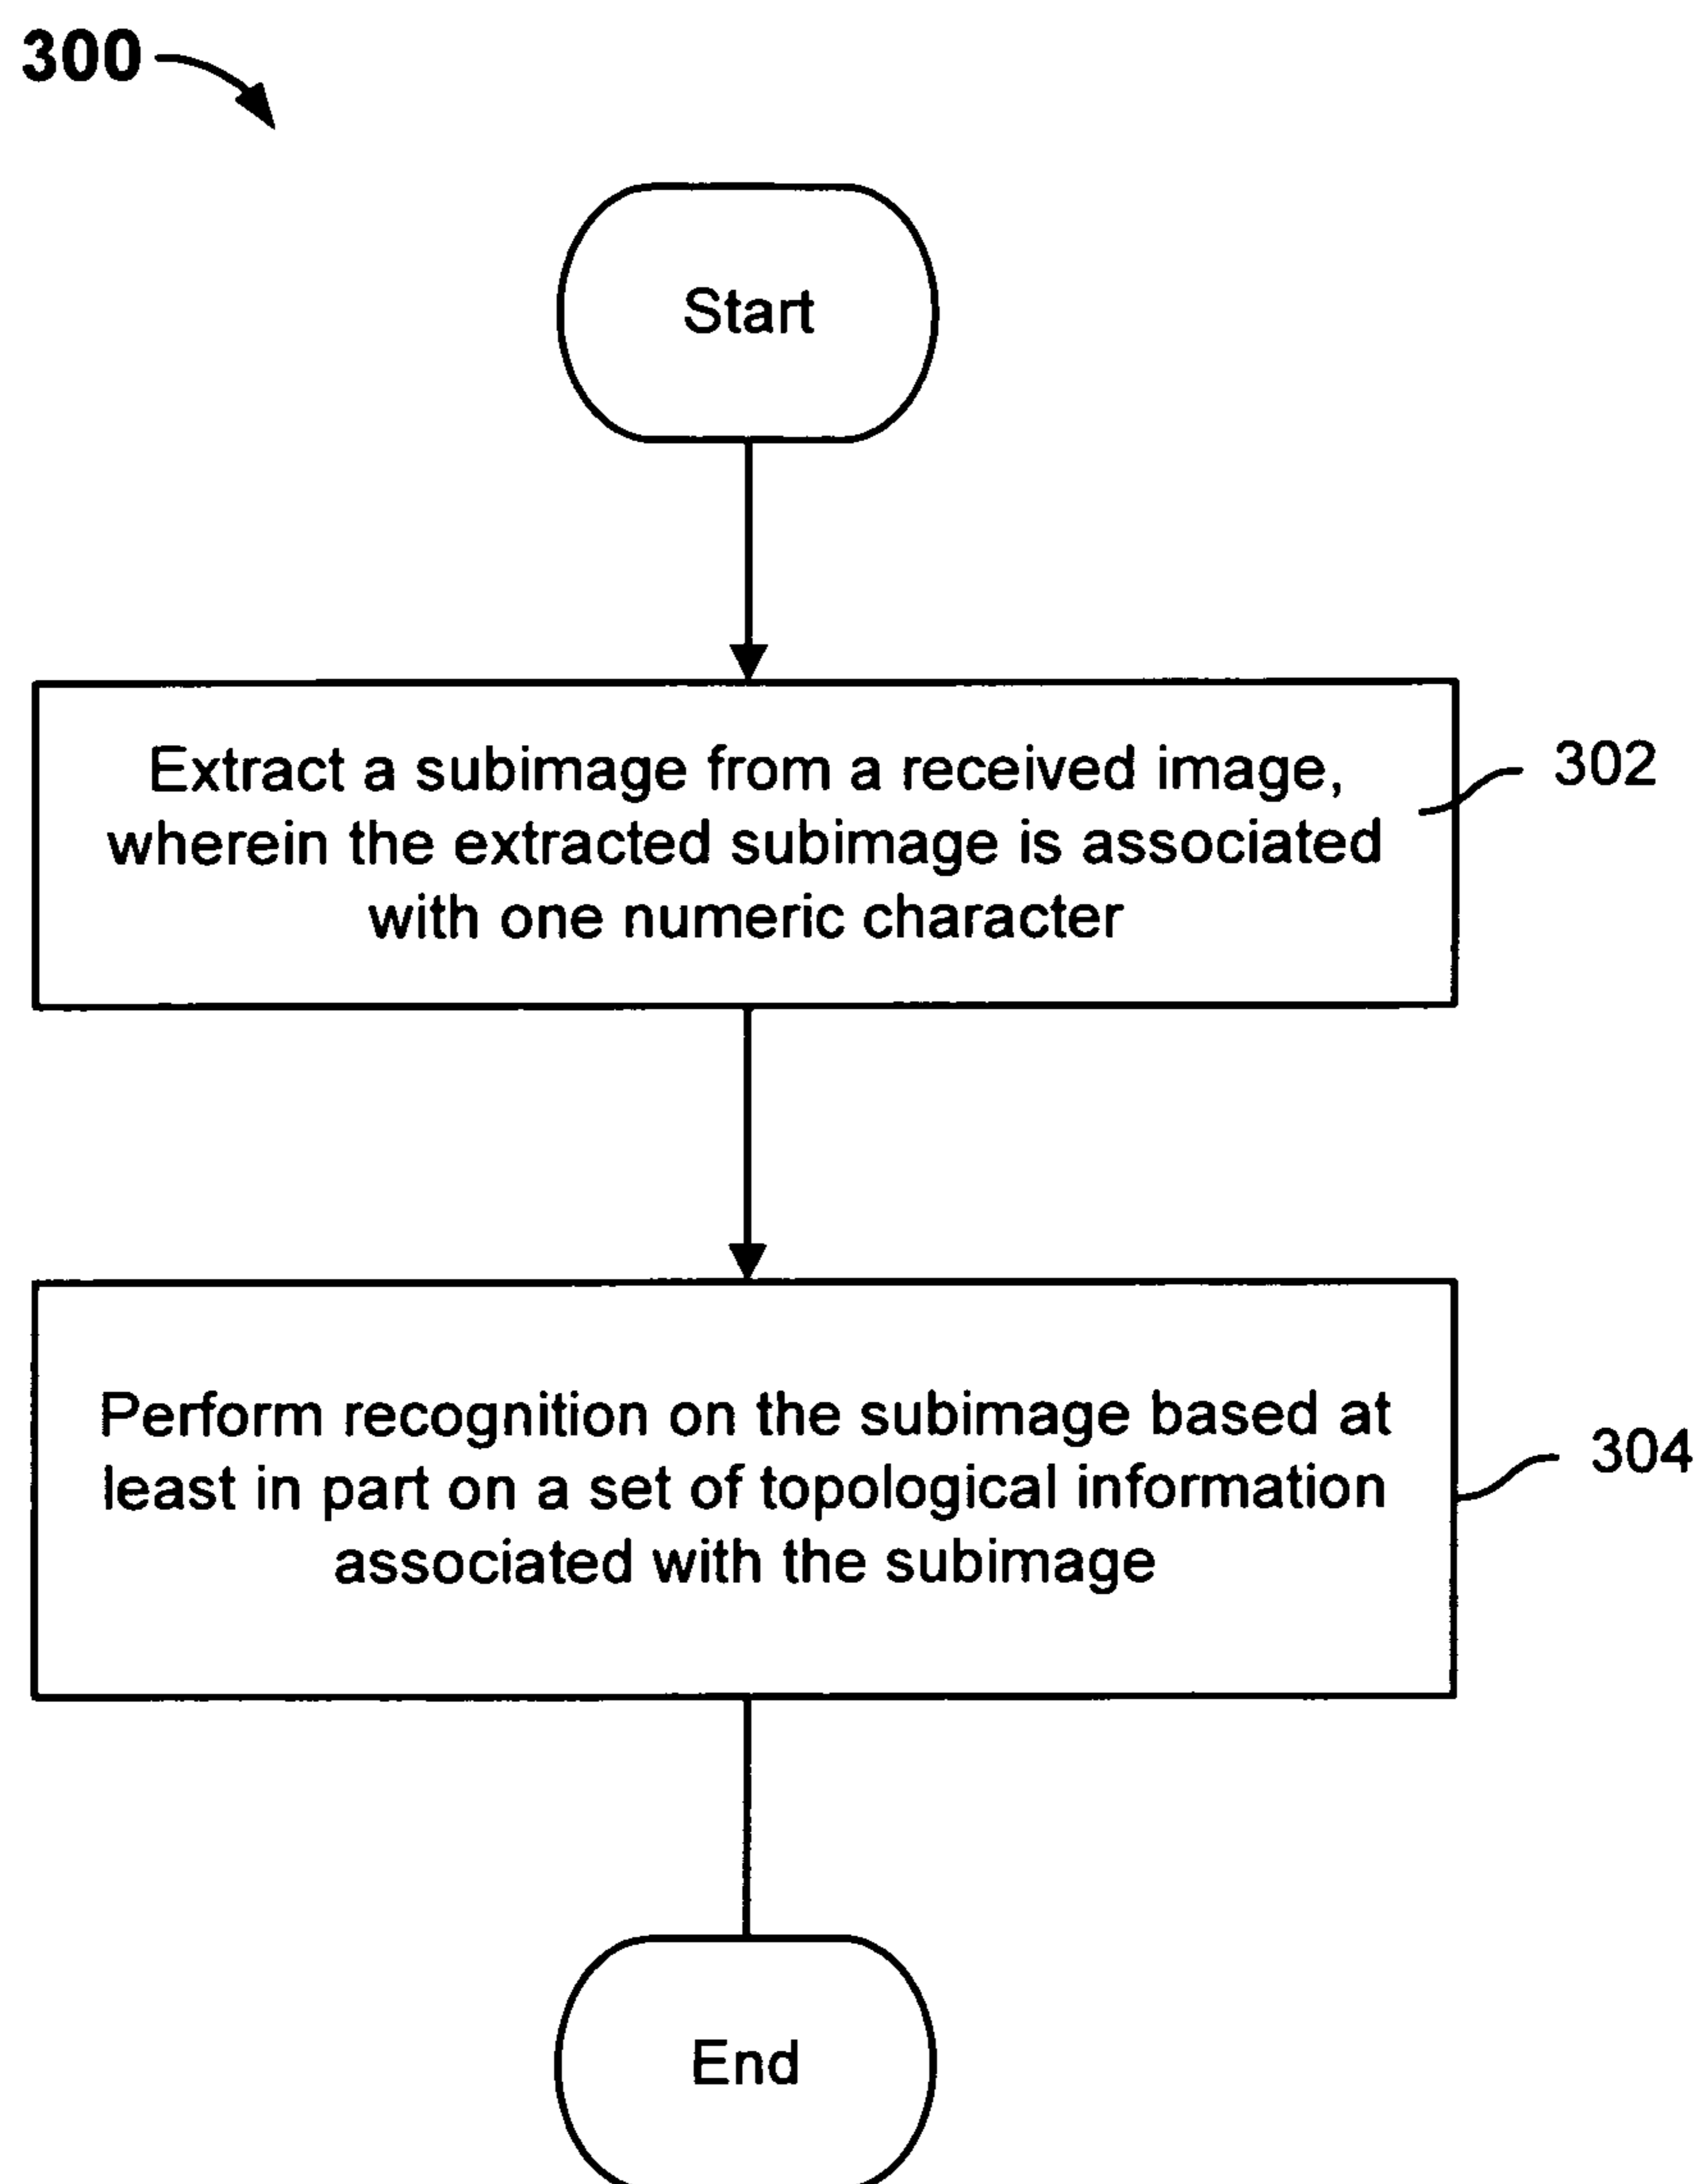 300
Start
Extract a subimage from a received image,
wherein the extracted subimage is associated
with one numeric character
302
Perform recognition on the subimage based at
least in part on a set of topological information
associated with the subimage
304
End